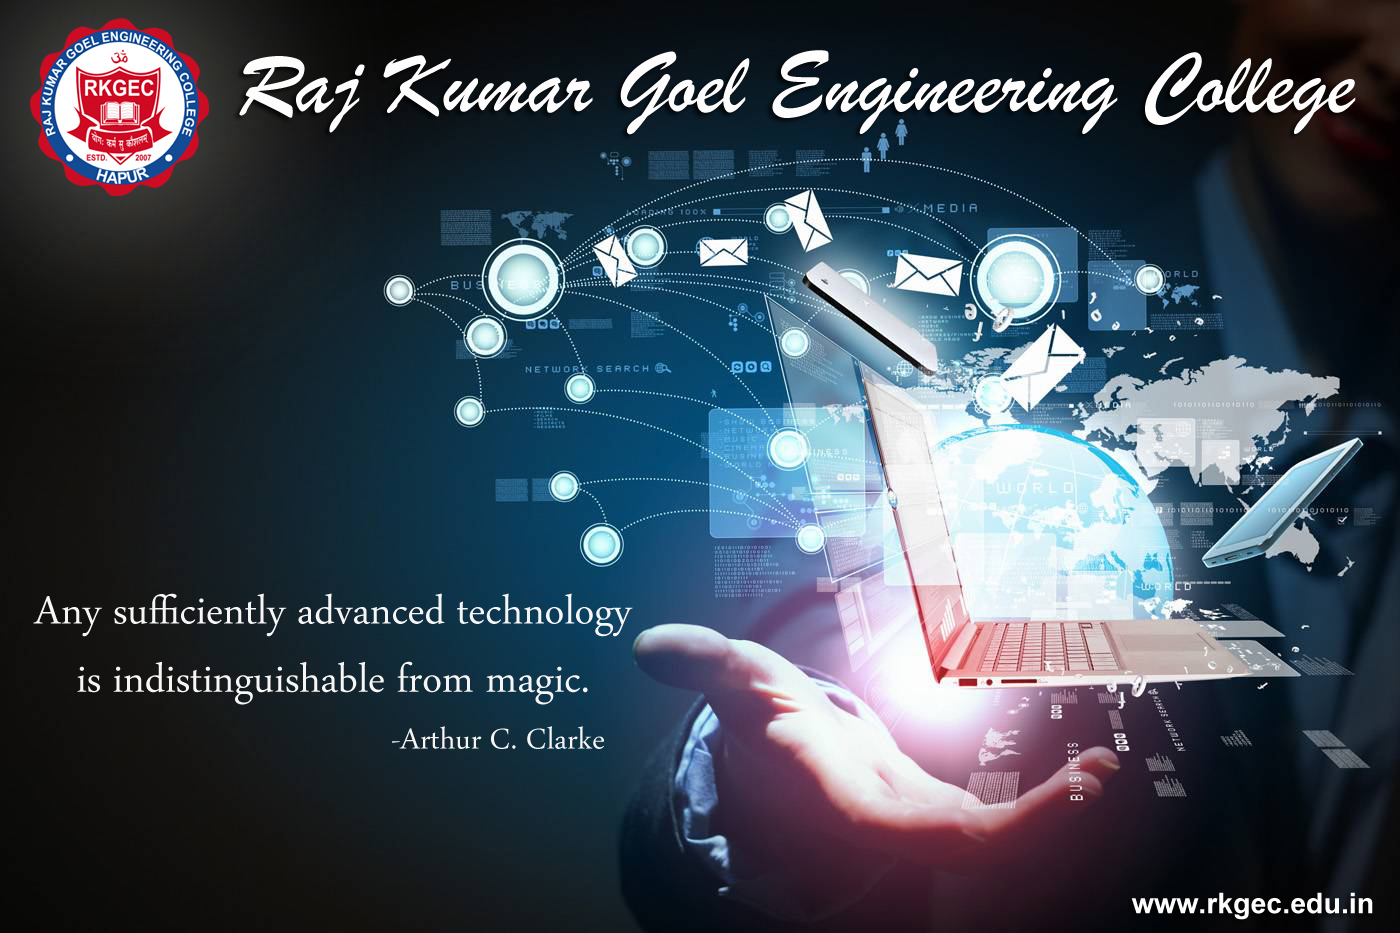 RAJ KUMAR GOEL ENGINEERING COLLEGE
ॐ
RKGEC
योगः कर्म सु कौशलम्
ESTD. 2007
HAPUR
Raj Kumar Goel Engineering College
LOADING 100%
MEDIA
BUSINESS
WORLD
NETWORK SEARCH
WORLD
WORLD
NETWORK SEARCH
BUSINESS
Any sufficiently advanced technology
is indistinguishable from magic.
-Arthur C. Clarke
www.rkgec.edu.in